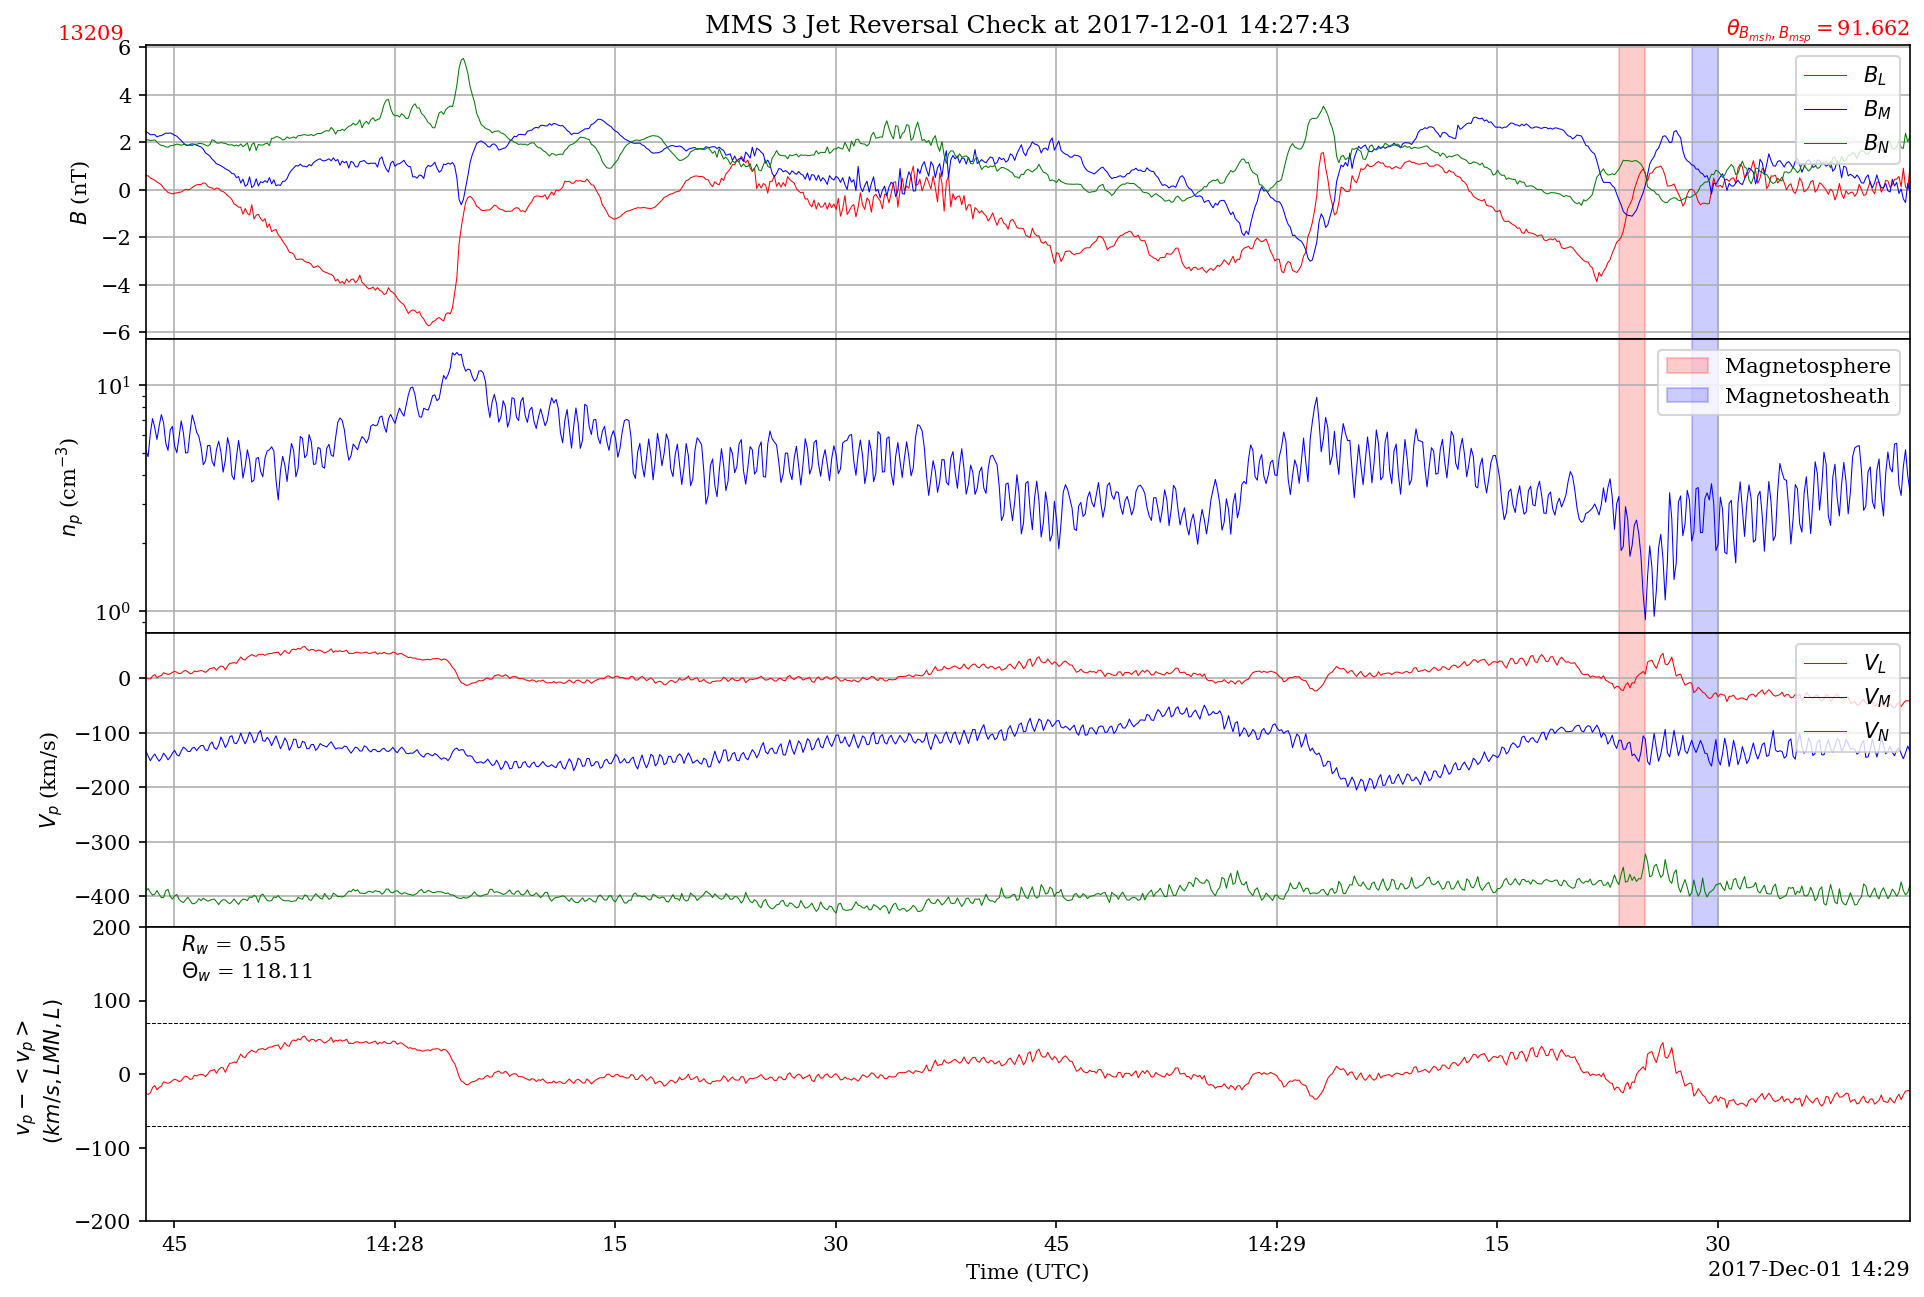 MMS 3 Jet Reversal Check at 2017-12-01 14:27:43
13209
θ_{B_{msh}, B_{msp}} = 91.662
6
4
2
0
−2
−4
−6
B (nT)
B_L
B_M
B_N
10^1
10^0
n_p (cm^{−3})
Magnetosphere
Magnetosheath
0
−100
−200
−300
−400
V_p (km/s)
V_L
V_M
V_N
200
100
0
−100
−200
v_p − < v_p >
(km/s, LMN, L)
R_w = 0.55
Θ_w = 118.11
45 14:28 15 30 45 14:29 15 30
Time (UTC)
2017-Dec-01 14:29